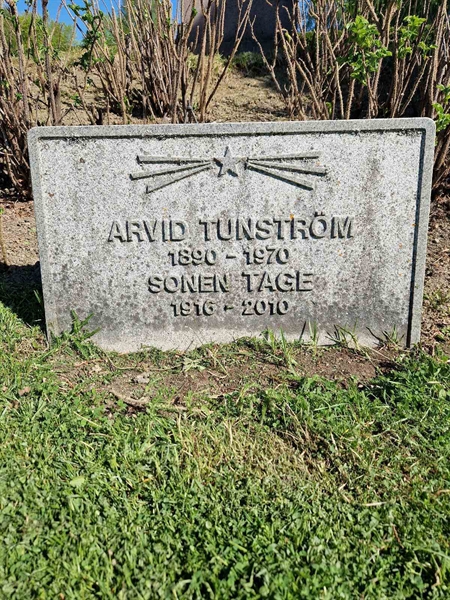 ARVID TUNSTRÖM
1890 - 1970
SONEN TAGE
1916 - 2010